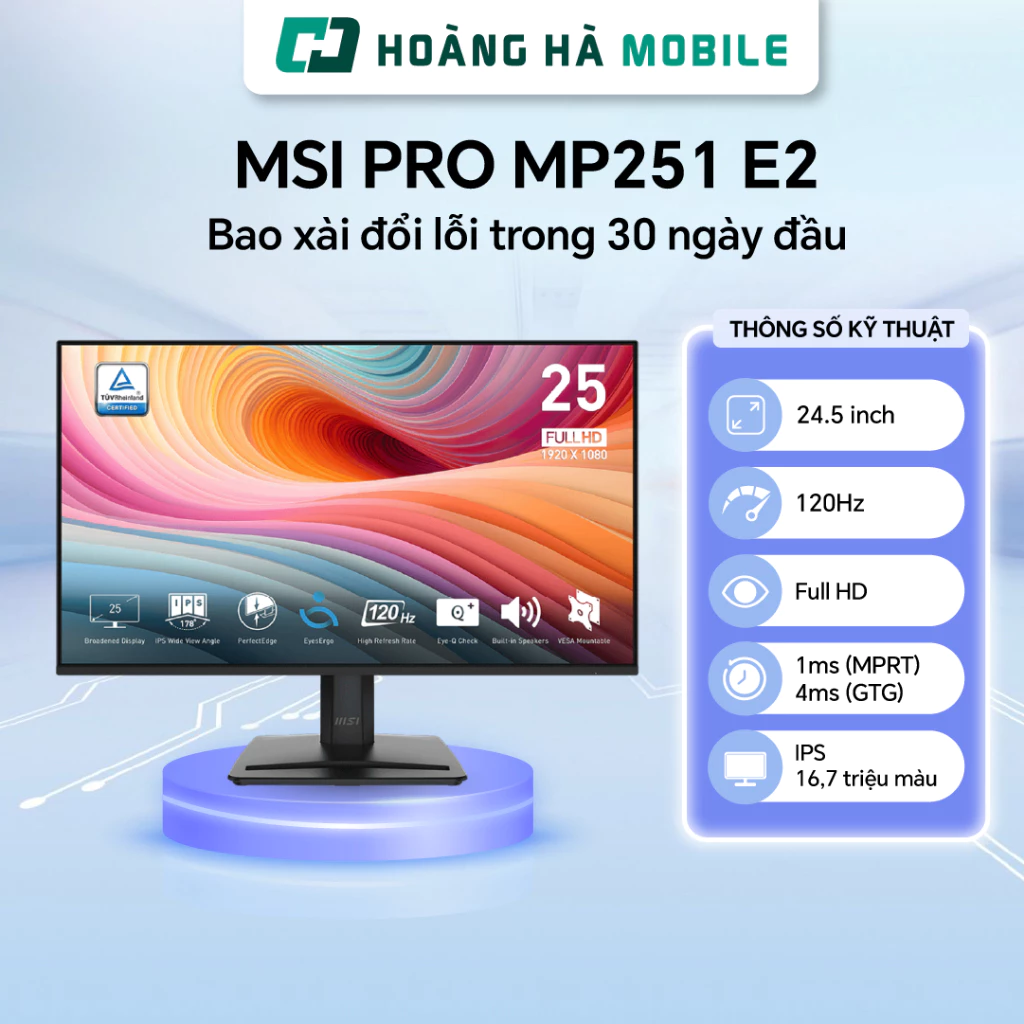 HOÀNG HÀ MOBILE
MSI PRO MP251 E2
Bao xài đổi lỗi trong 30 ngày đầu
THÔNG SỐ KỸ THUẬT
24.5 inch
120Hz
Full HD
1ms (MPRT)
4ms (GTG)
IPS
16,7 triệu màu
TÜVRheinland
CERTIFIED
25
FULL HD
1920 X 1080
25
Broadened Display
IPS
178°
IPS Wide View Angle
PerfectEdge
EyesErgo
120Hz
High Refresh Rate
Q+
Eye-Q Check
Built-in Speakers
VESA Mountable
msi